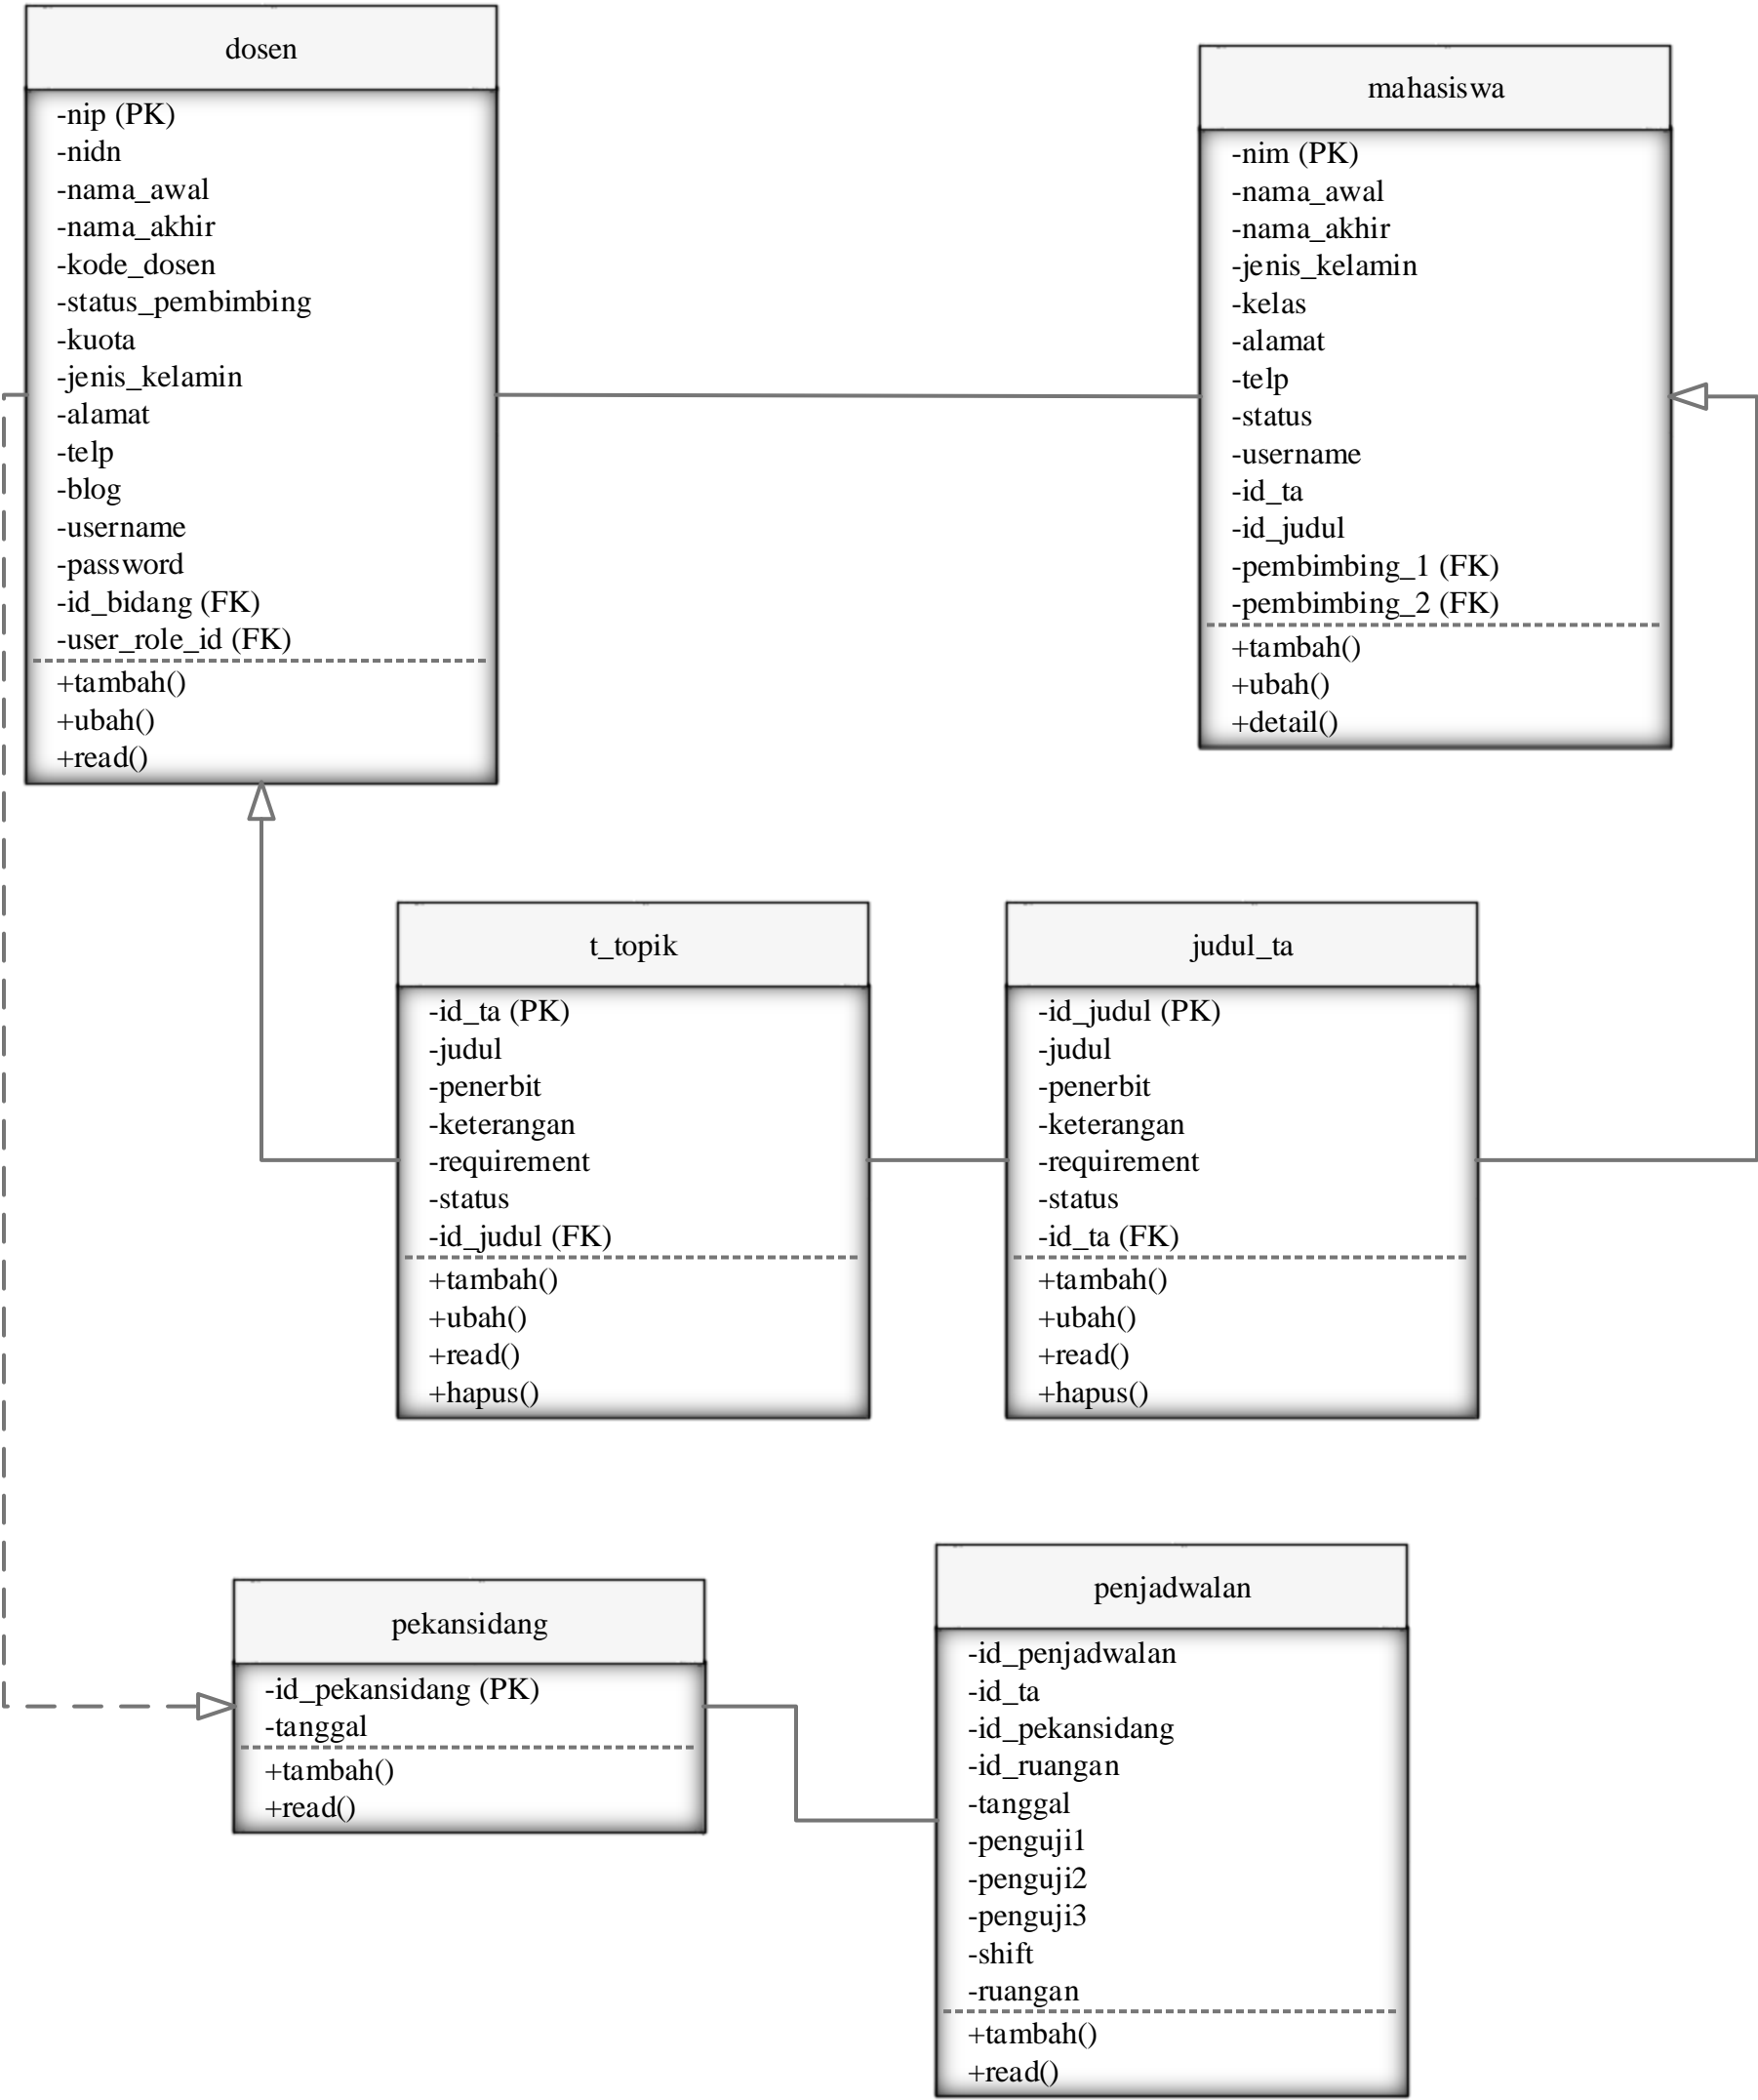 dosen
-nip (PK)
-nidn
-nama_awal
-nama_akhir
-kode_dosen
-status_pembimbing
-kuota
-jenis_kelamin
-alamat
-telp
-blog
-username
-password
-id_bidang (FK)
-user_role_id (FK)
+tambah()
+ubah()
+read()
mahasiswa
-nim (PK)
-nama_awal
-nama_akhir
-jenis_kelamin
-kelas
-alamat
-telp
-status
-username
-id_ta
-id_judul
-pembimbing_1 (FK)
-pembimbing_2 (FK)
+tambah()
+ubah()
+detail()
t_topik
-id_ta (PK)
-judul
-penerbit
-keterangan
-requirement
-status
-id_judul (FK)
+tambah()
+ubah()
+read()
+hapus()
judul_ta
-id_judul (PK)
-judul
-penerbit
-keterangan
-requirement
-status
-id_ta (FK)
+tambah()
+ubah()
+read()
+hapus()
pekansidang
-id_pekansidang (PK)
-tanggal
+tambah()
+read()
penjadwalan
-id_penjadwalan
-id_ta
-id_pekansidang
-id_ruangan
-tanggal
-penguji1
-penguji2
-penguji3
-shift
-ruangan
+tambah()
+read()